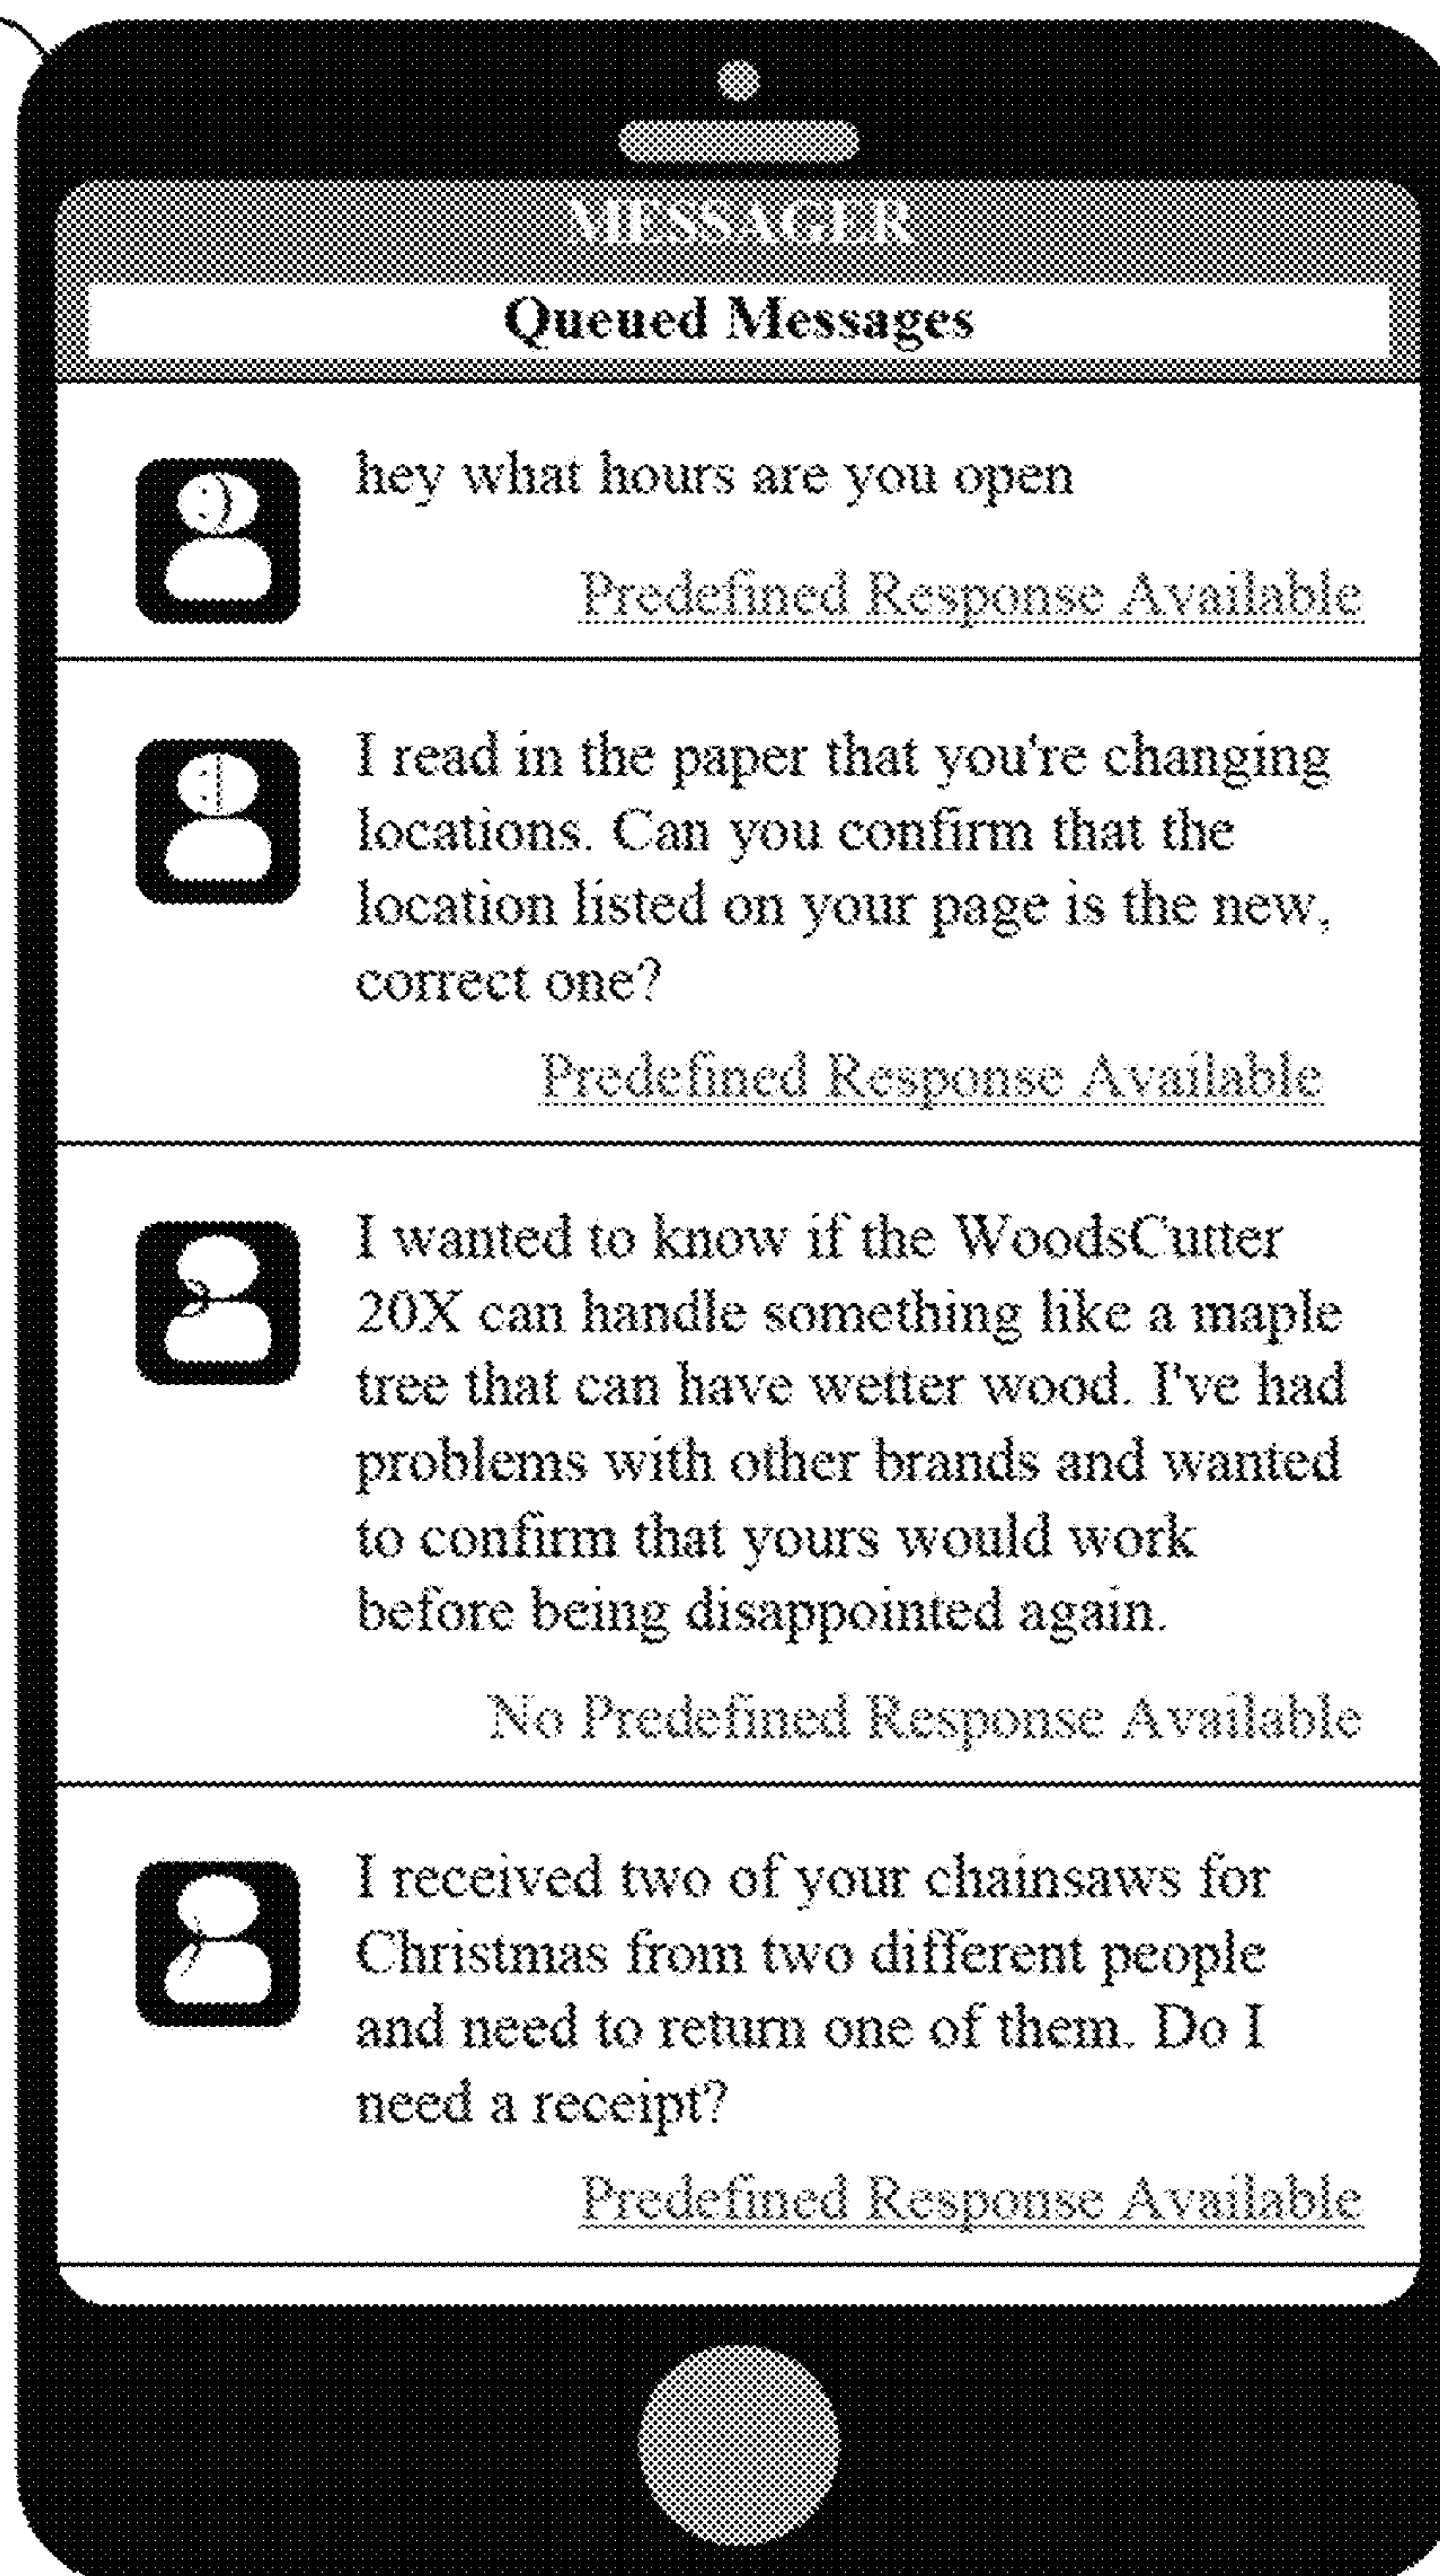 MESSAGER
Queued Messages
hey what hours are you open
Predefined Response Available
I read in the paper that you're changing
locations. Can you confirm that the
location listed on your page is the new,
correct one?
Predefined Response Available
I wanted to know if the WoodsCutter
20X can handle something like a maple
tree that can have wetter wood. I've had
problems with other brands and wanted
to confirm that yours would work
before being disappointed again.
No Predefined Response Available
I received two of your chainsaws for
Christmas from two different people
and need to return one of them. Do I
need a receipt?
Predefined Response Available